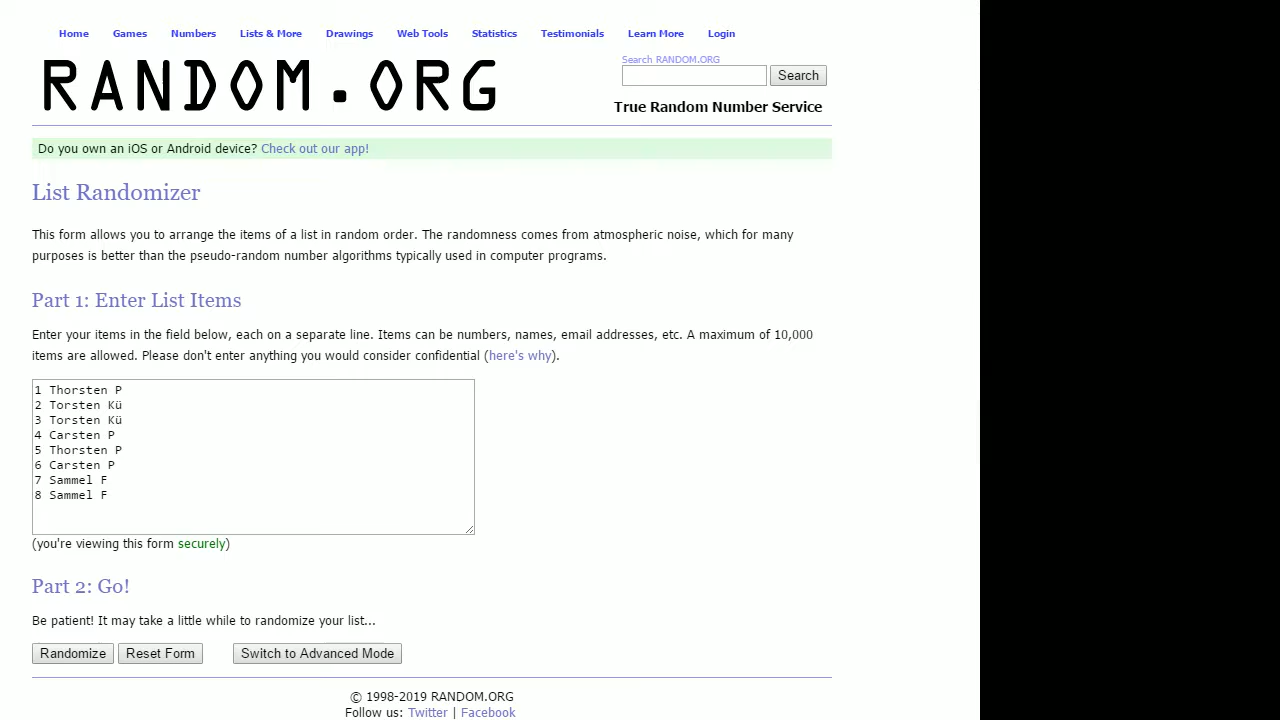 Home Games Numbers Lists & More Drawings Web Tools Statistics Testimonials Learn More Login
RANDOM.ORG
Search RANDOM.ORG
Search
True Random Number Service
Do you own an iOS or Android device? Check out our app!
List Randomizer
This form allows you to arrange the items of a list in random order. The randomness comes from atmospheric noise, which for many
purposes is better than the pseudo-random number algorithms typically used in computer programs.
Part 1: Enter List Items
Enter your items in the field below, each on a separate line. Items can be numbers, names, email addresses, etc. A maximum of 10,000
items are allowed. Please don't enter anything you would consider confidential (here's why).
1 Thorsten P
2 Torsten Kü
3 Torsten Kü
4 Carsten P
5 Thorsten P
6 Carsten P
7 Sammel F
8 Sammel F
(you're viewing this form securely)
Part 2: Go!
Be patient! It may take a little while to randomize your list...
Randomize Reset Form Switch to Advanced Mode
© 1998-2019 RANDOM.ORG
Follow us: Twitter | Facebook